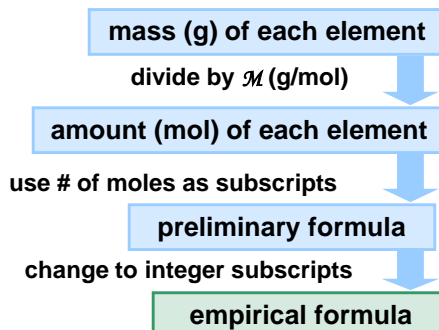 mass (g) of each element
divide by ℳ (g/mol)
amount (mol) of each element
use # of moles as subscripts
preliminary formula
change to integer subscripts
empirical formula